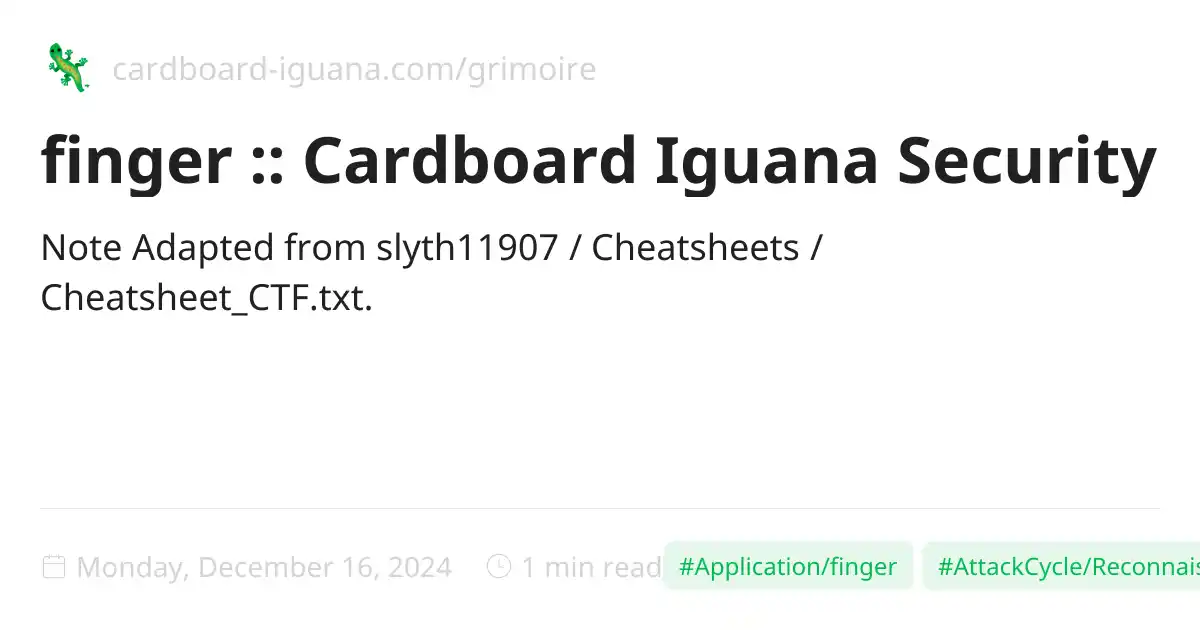 cardboard-iguana.com/grimoire
finger :: Cardboard Iguana Security
Note Adapted from slyth11907 / Cheatsheets /
Cheatsheet_CTF.txt.
Monday, December 16, 2024 1 min read #Application/finger #AttackCycle/Reconnais